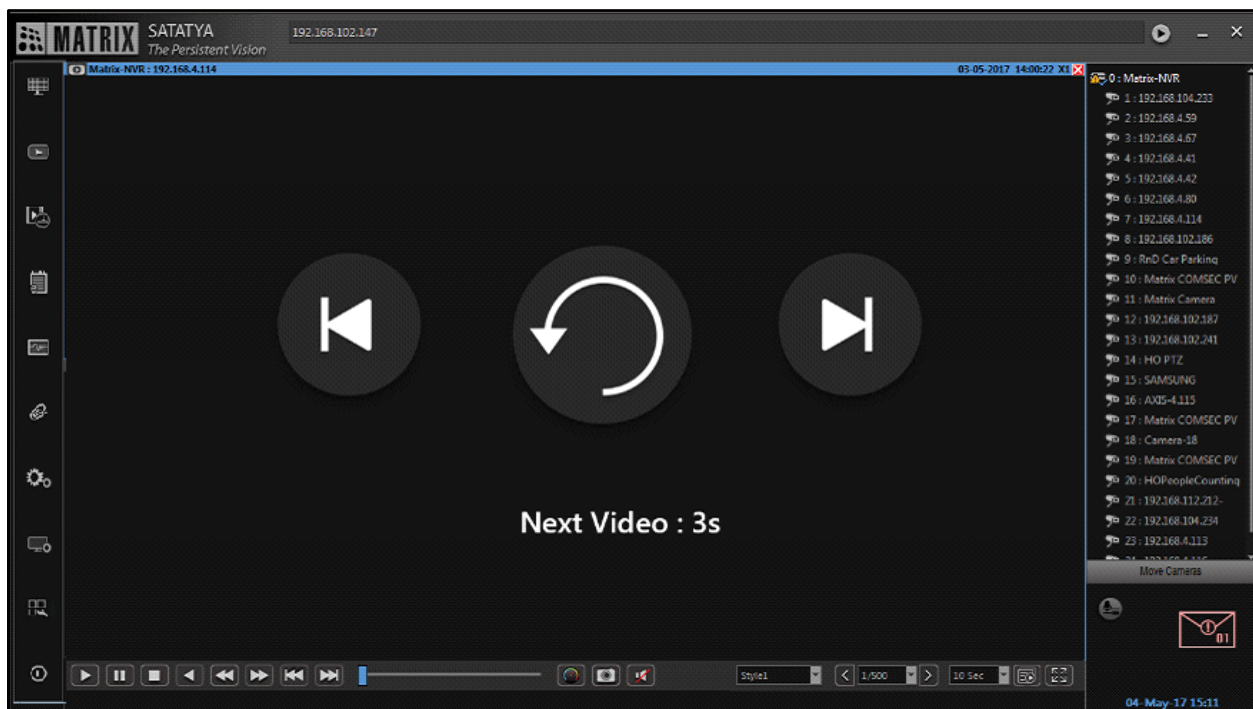 MATRIX
SATATYA
The Persistent Vision
192.168.102.147
Matrix-NVR : 192.168.4.114
03-05-2017 14:00:22 X1
0 : Matrix-NVR
1 : 192.168.104.233
2 : 192.168.4.59
3 : 192.168.4.67
4 : 192.168.4.41
5 : 192.168.4.42
6 : 192.168.4.80
7 : 192.168.4.114
8 : 192.168.102.186
9 : RnD Car Parking
10 : Matrix COMSEC PV
11 : Matrix Camera
12 : 192.168.102.187
13 : 192.168.102.241
14 : HO PTZ
15 : SAMSUNG
16 : AXIS-4.115
17 : Matrix COMSEC PV
18 : Camera-18
19 : Matrix COMSEC PV
20 : HOPeopleCounting
21 : 192.168.112.212-
22 : 192.168.104.234
23 : 192.168.4.113
Move Cameras
Next Video : 3s
01
Style1
1/500
10 Sec
04-May-17 15:11